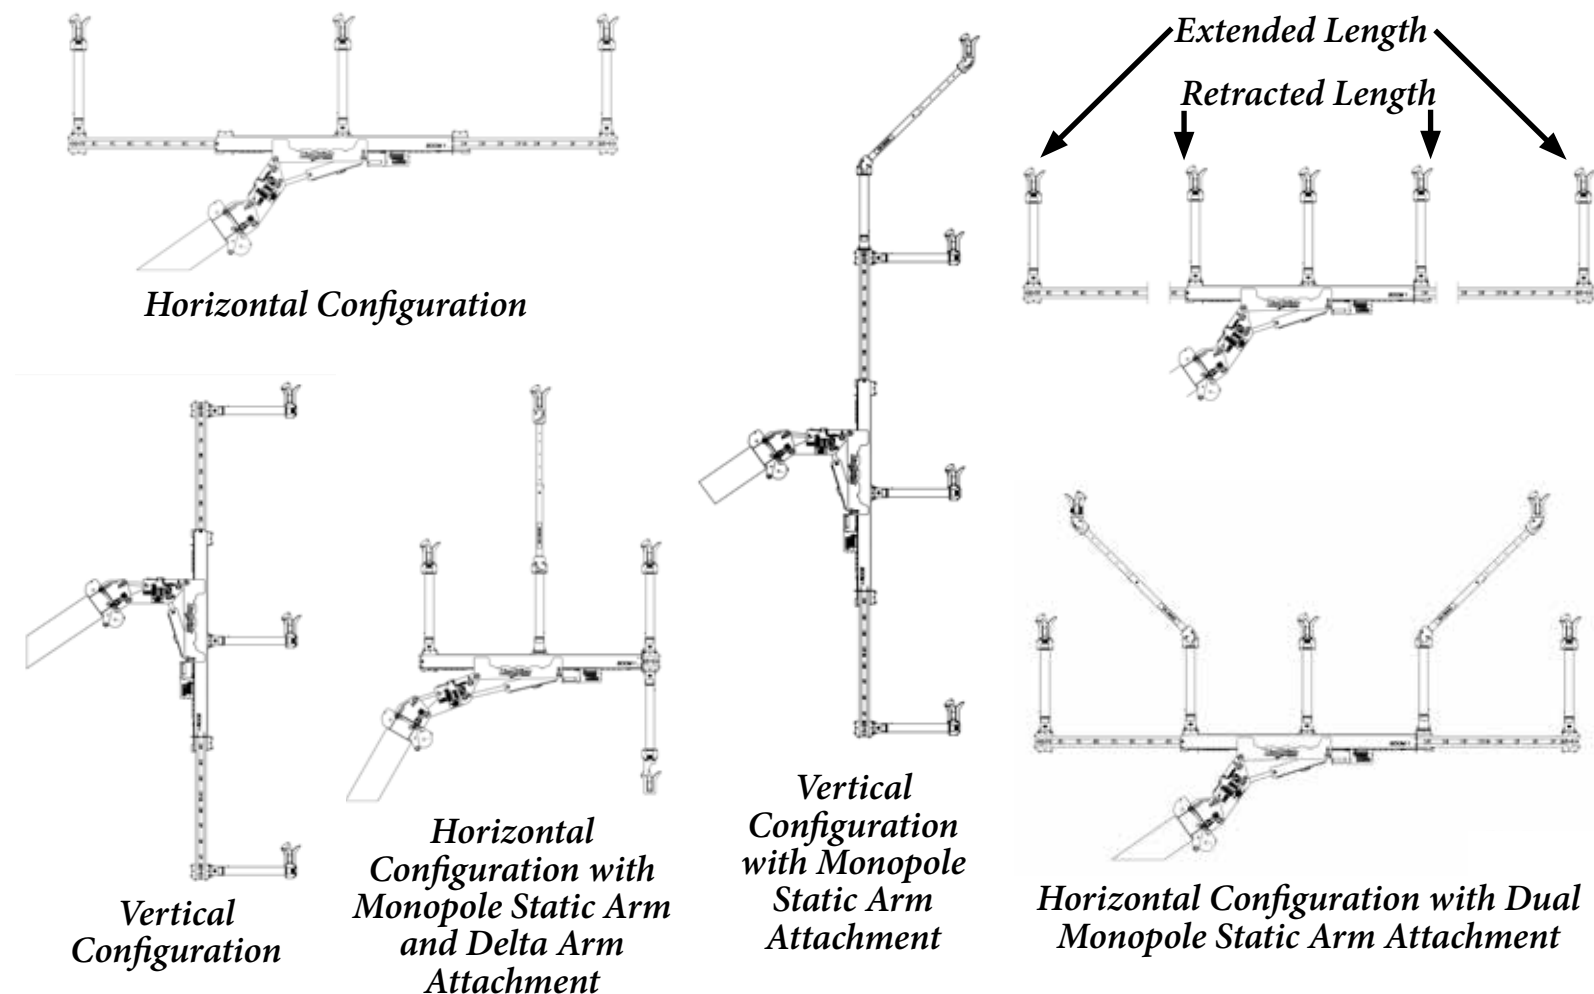 Extended Length
Retracted Length
Horizontal Configuration
Vertical
Configuration
Horizontal
Configuration with
Monopole Static Arm
and Delta Arm
Attachment
Vertical
Configuration
with Monopole
Static Arm
Attachment
Horizontal Configuration with Dual
Monopole Static Arm Attachment